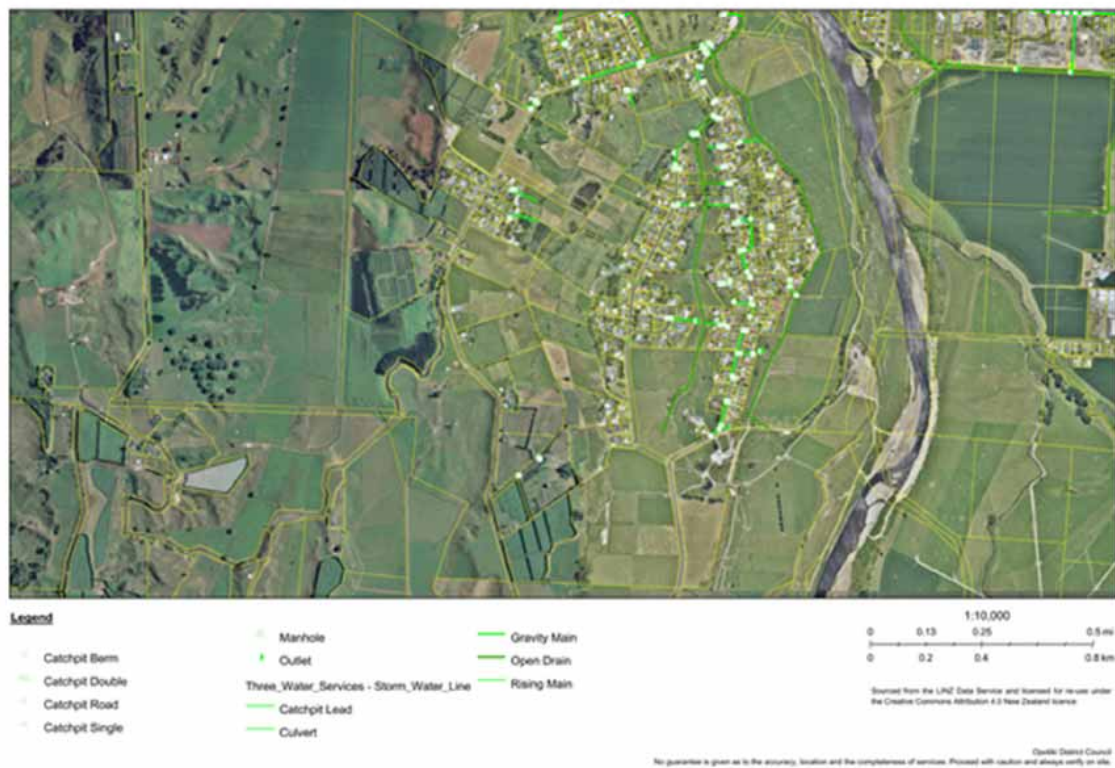 Legend
Catchpit Berm
Catchpit Double
Catchpit Road
Catchpit Single
Manhole
Outlet
Three_Water_Services - Storm_Water_Line
Catchpit Lead
Culvert
Gravity Main
Open Drain
Rising Main
1:10,000
0 0.13 0.25 0.5 mi
0 0.2 0.4 0.8 km
Sourced from the LINZ Data Service and licensed for re-use under
the Creative Commons Attribution 4.0 New Zealand licence
Opotiki District Council
No guarantee is given as to the accuracy, location and the completeness of services. Proceed with caution and always verify on site.